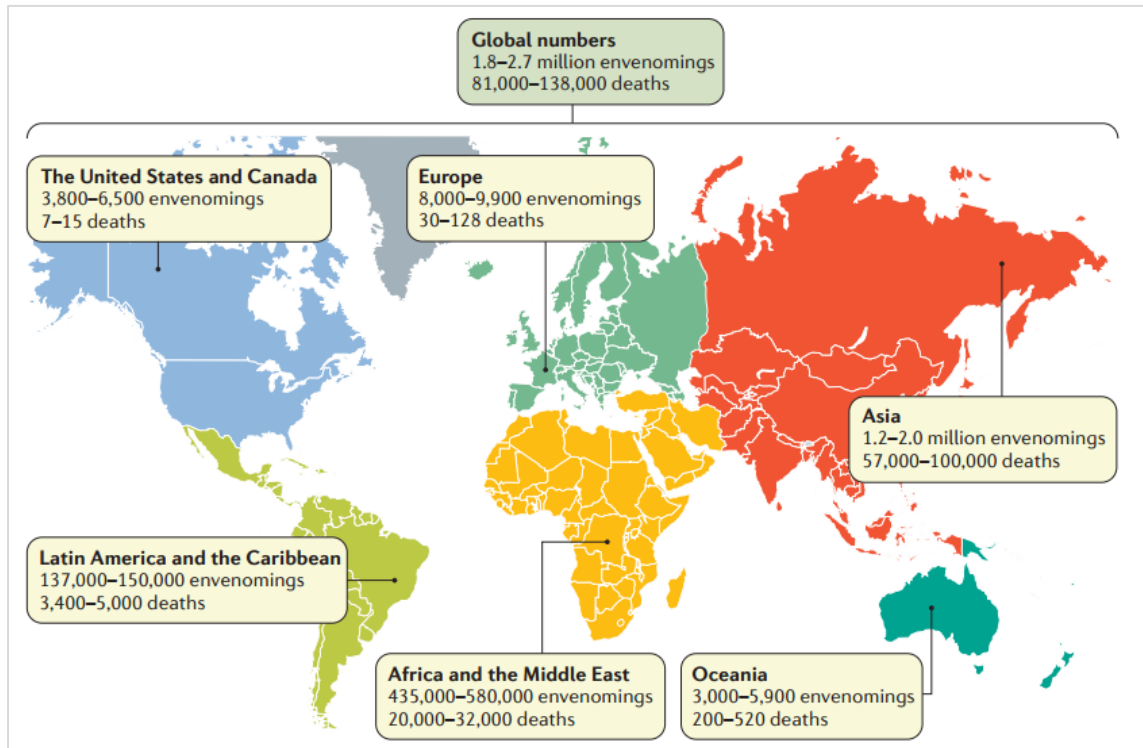 Global numbers
1.8–2.7 million envenomings
81,000–138,000 deaths
The United States and Canada
3,800–6,500 envenomings
7–15 deaths
Europe
8,000–9,900 envenomings
30–128 deaths
Asia
1.2–2.0 million envenomings
57,000–100,000 deaths
Latin America and the Caribbean
137,000–150,000 envenomings
3,400–5,000 deaths
Africa and the Middle East
435,000–580,000 envenomings
20,000–32,000 deaths
Oceania
3,000–5,900 envenomings
200–520 deaths